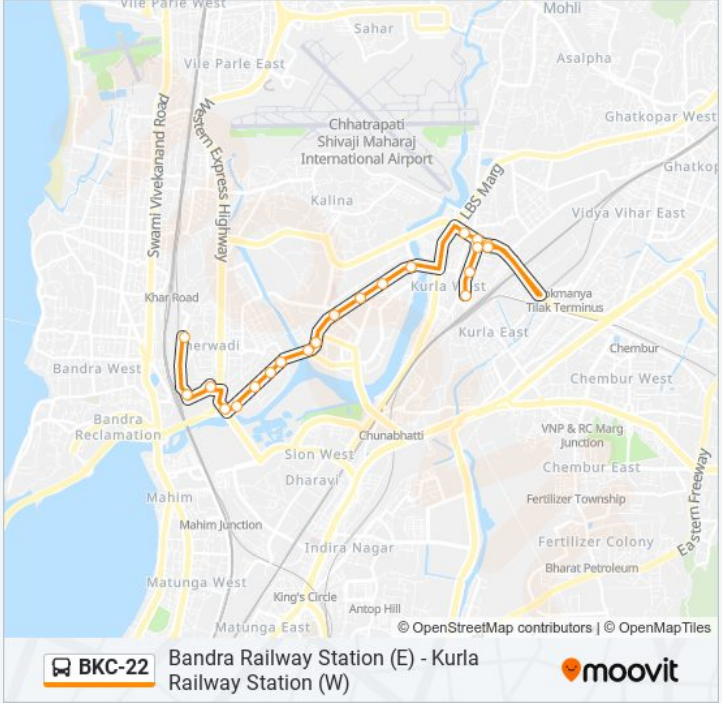 Vile Parle West
Mohli
Sahar
Asalpha
Vile Parle East
Ghatkopar West
Swami Vivekanand Road
Western Express Highway
Chhatrapati
Shivaji Maharaj
International Airport
LBS Marg
Ghatkop
Kalina
Vidya Vihar East
Kurla West
Khar Road
okmanya
Tilak Terminus
Kurla East
herwadi
Chembur
Bandra West
Chembur West
Bandra
Reclamation
Chunabhatti
VNP & RC Marg
Junction
Sion West
Chembur East
Dharavi
Eastern Freeway
Mahim
Fertilizer Township
Mahim Junction
Indira Nagar
Fertilizer Colony
Bharat Petroleum
Matunga West
King's Circle
Antop Hill
Matunga East
© OpenStreetMap contributors | © OpenMapTiles
BKC-22
Bandra Railway Station (E) - Kurla
Railway Station (W)
moovit